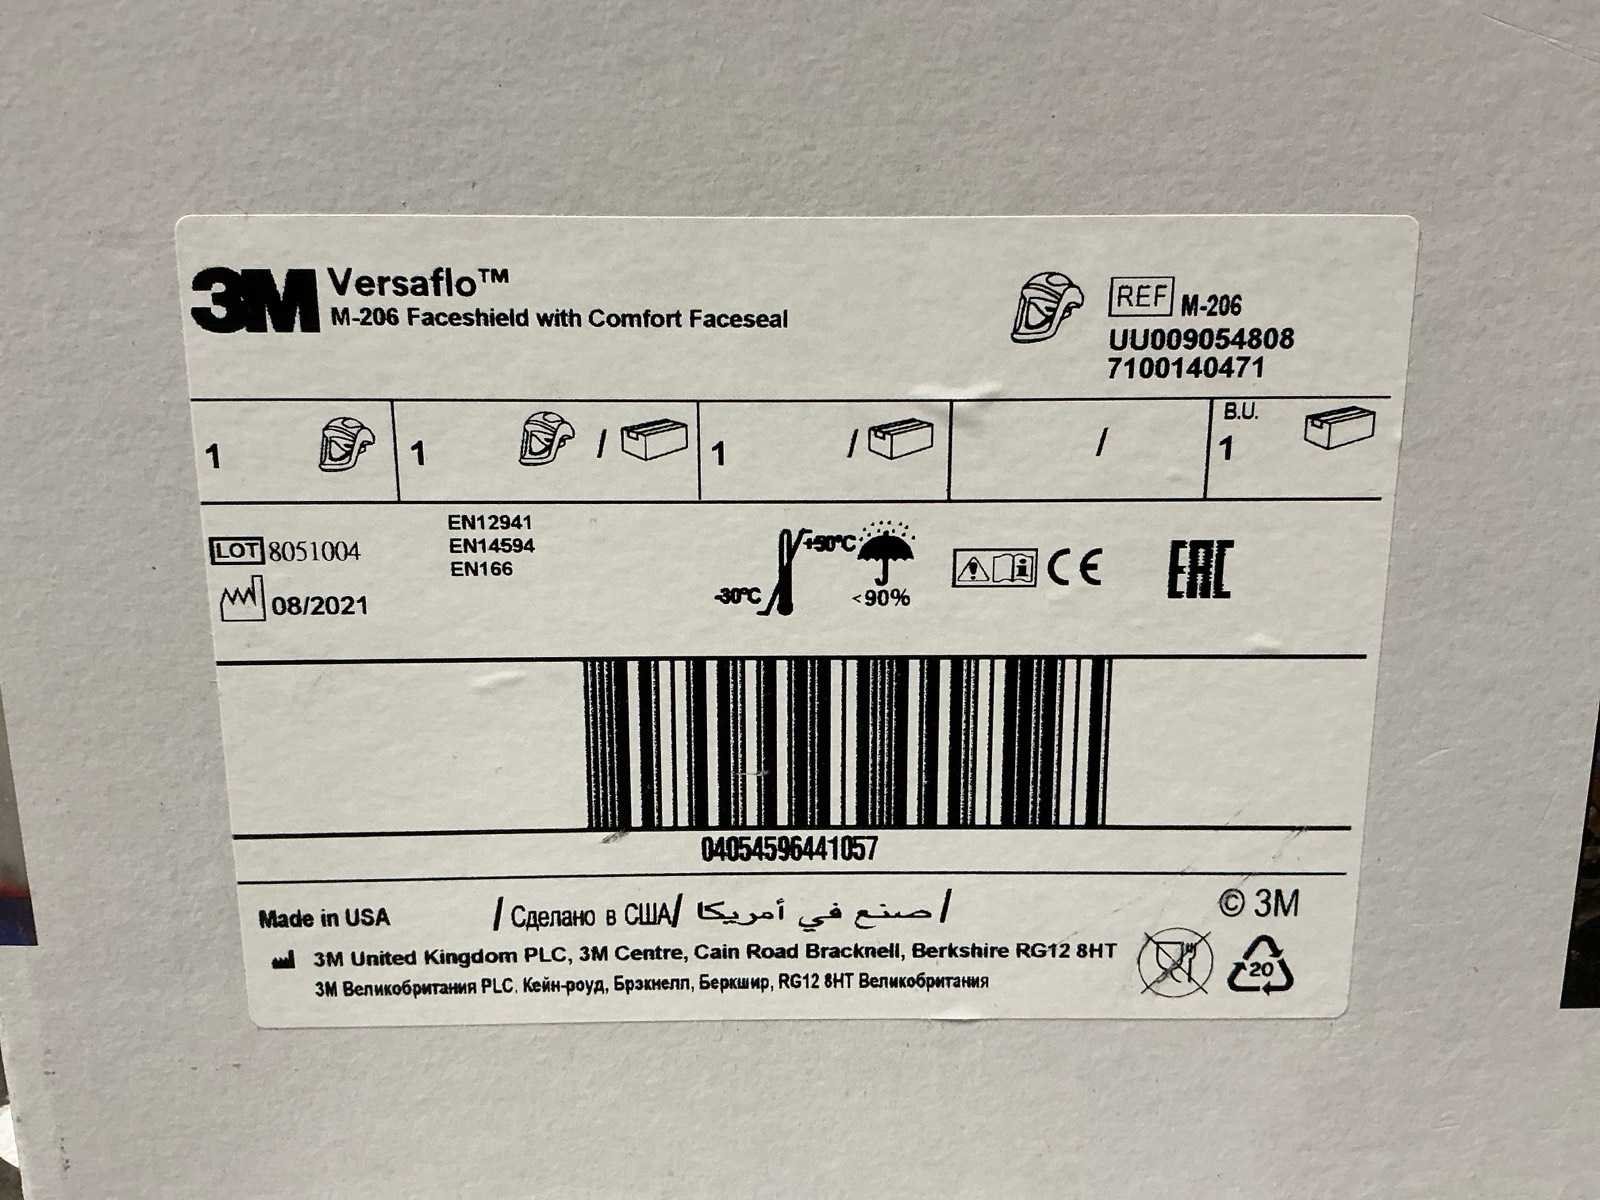 3M Versaflo™
M-206 Faceshield with Comfort Faceseal
REF M-206
UU009054808
7100140471
1
1 /
1 /
/
B.U.
1
LOT 8051004
08/2021
EN12941
EN14594
EN166
-30°C +50°C
<90%
CE
EAC
04054596441057
Made in USA / Сделано в США / صنع في أمريكا /
© 3M
3M United Kingdom PLC, 3M Centre, Cain Road Bracknell, Berkshire RG12 8HT
3М Великобритания PLC, Кейн-роуд, Брэкнелл, Беркшир, RG12 8HT Великобритания
20